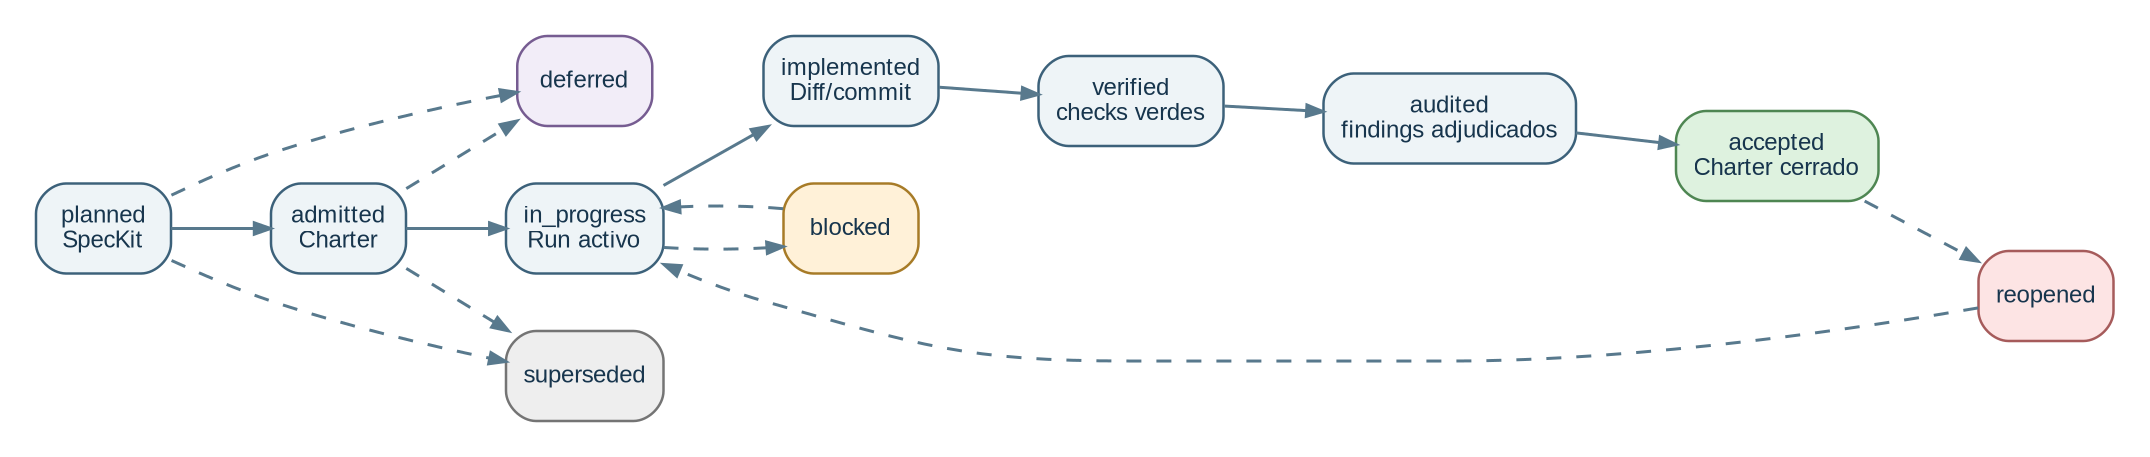 deferred
implemented
Diff/commit
verified
checks verdes
audited
findings adjudicados
accepted
Charter cerrado
planned
SpecKit
admitted
Charter
in_progress
Run activo
blocked
reopened
superseded